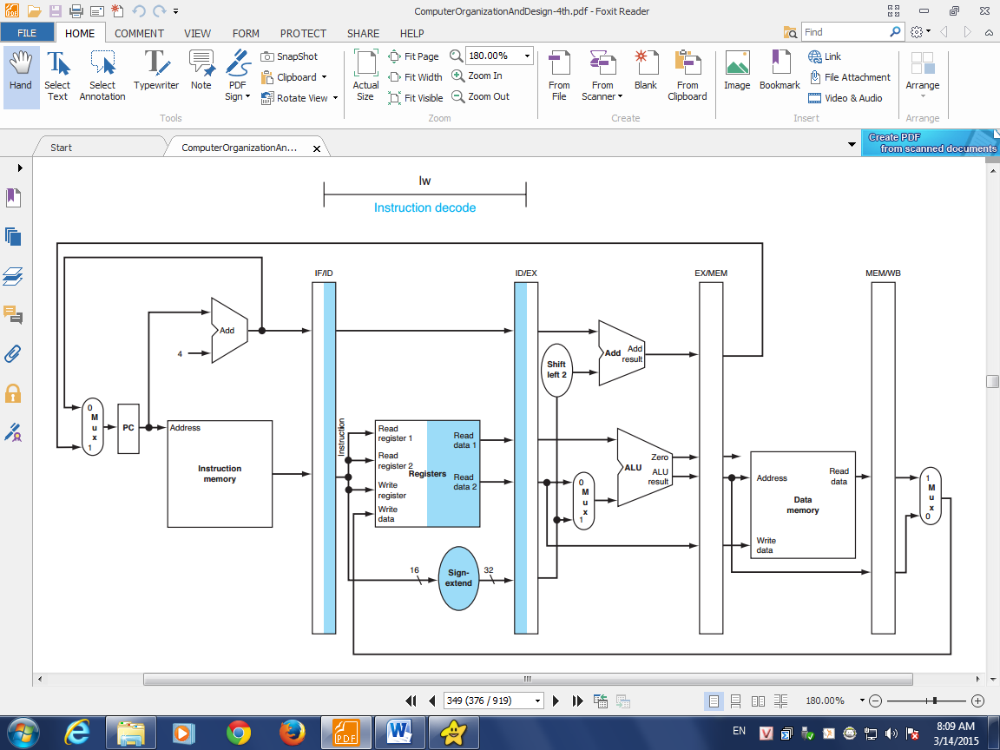 ComputerOrganizationAndDesign-4th.pdf - Foxit Reader
FILE
HOME
COMMENT
VIEW
FORM
PROTECT
SHARE
HELP
Find
Hand
Select
Text
Select
Annotation
Typewriter
Note
PDF
Sign
SnapShot
Clipboard
Rotate View
Tools
Actual
Size
Fit Page
Fit Width
Fit Visible
180.00%
Zoom In
Zoom Out
Zoom
From
File
From
Scanner
Blank
From
Clipboard
Create
Image
Bookmark
Link
File Attachment
Video & Audio
Insert
Arrange
Arrange
Start
ComputerOrganizationAn...
Create PDF
from scanned documents
lw
Instruction decode
IF/ID
ID/EX
EX/MEM
MEM/WB
Add
4
Shift
left 2
Add
Add
result
0
M
u
x
1
PC
Address
Instruction
memory
Instruction
Read
register 1
Read
register 2
Write
register
Write
data
Registers
Read
data 1
Read
data 2
16
Sign-
extend
32
0
M
u
x
1
ALU
Zero
ALU
result
Address
Read
data
Data
memory
Write
data
1
M
u
x
0
349 (376 / 919)
180.00%
PDF
W
EN
8:09 AM
3/14/2015